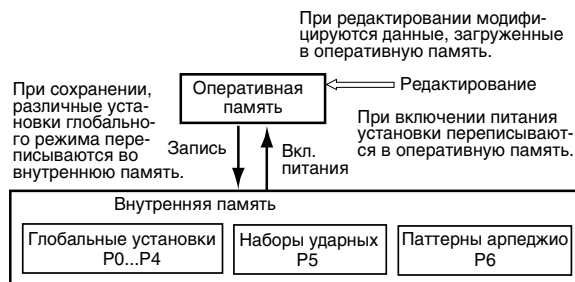 При редактировании модифи-
цируются данные, загруженные
в оперативную память.
При сохранении,
различные уста-
новки глобально-
го режима пере-
писываются во
внутреннюю память.
Оперативная
память
Редактирование
При включении питания
установки переписывают-
ся в оперативную память.
Запись
Вкл.
питания
Внутренняя память
Глобальные установки
P0...P4
Наборы ударных
P5
Паттерны арпеджио
P6